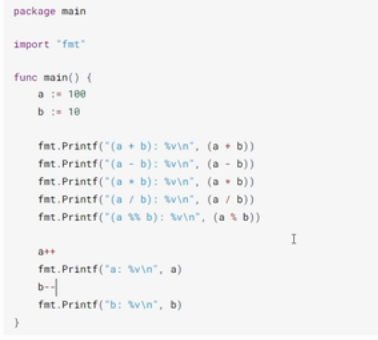 package main
import "fmt"
func main() {
a := 100
b := 10
fmt.Printf("(a + b): %v\n", (a + b))
fmt.Printf("(a - b): %v\n", (a - b))
fmt.Printf("(a * b): %v\n", (a * b))
fmt.Printf("(a / b): %v\n", (a / b))
fmt.Printf("(a %% b): %v\n", (a % b))
a++
fmt.Printf("a: %v\n", a)
b--
fmt.Printf("b: %v\n", b)
}